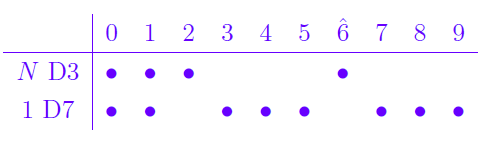 0 1 2 3 4 5 6̂ 7 8 9
N D3 • • • •
1 D7 • • • • • • • •